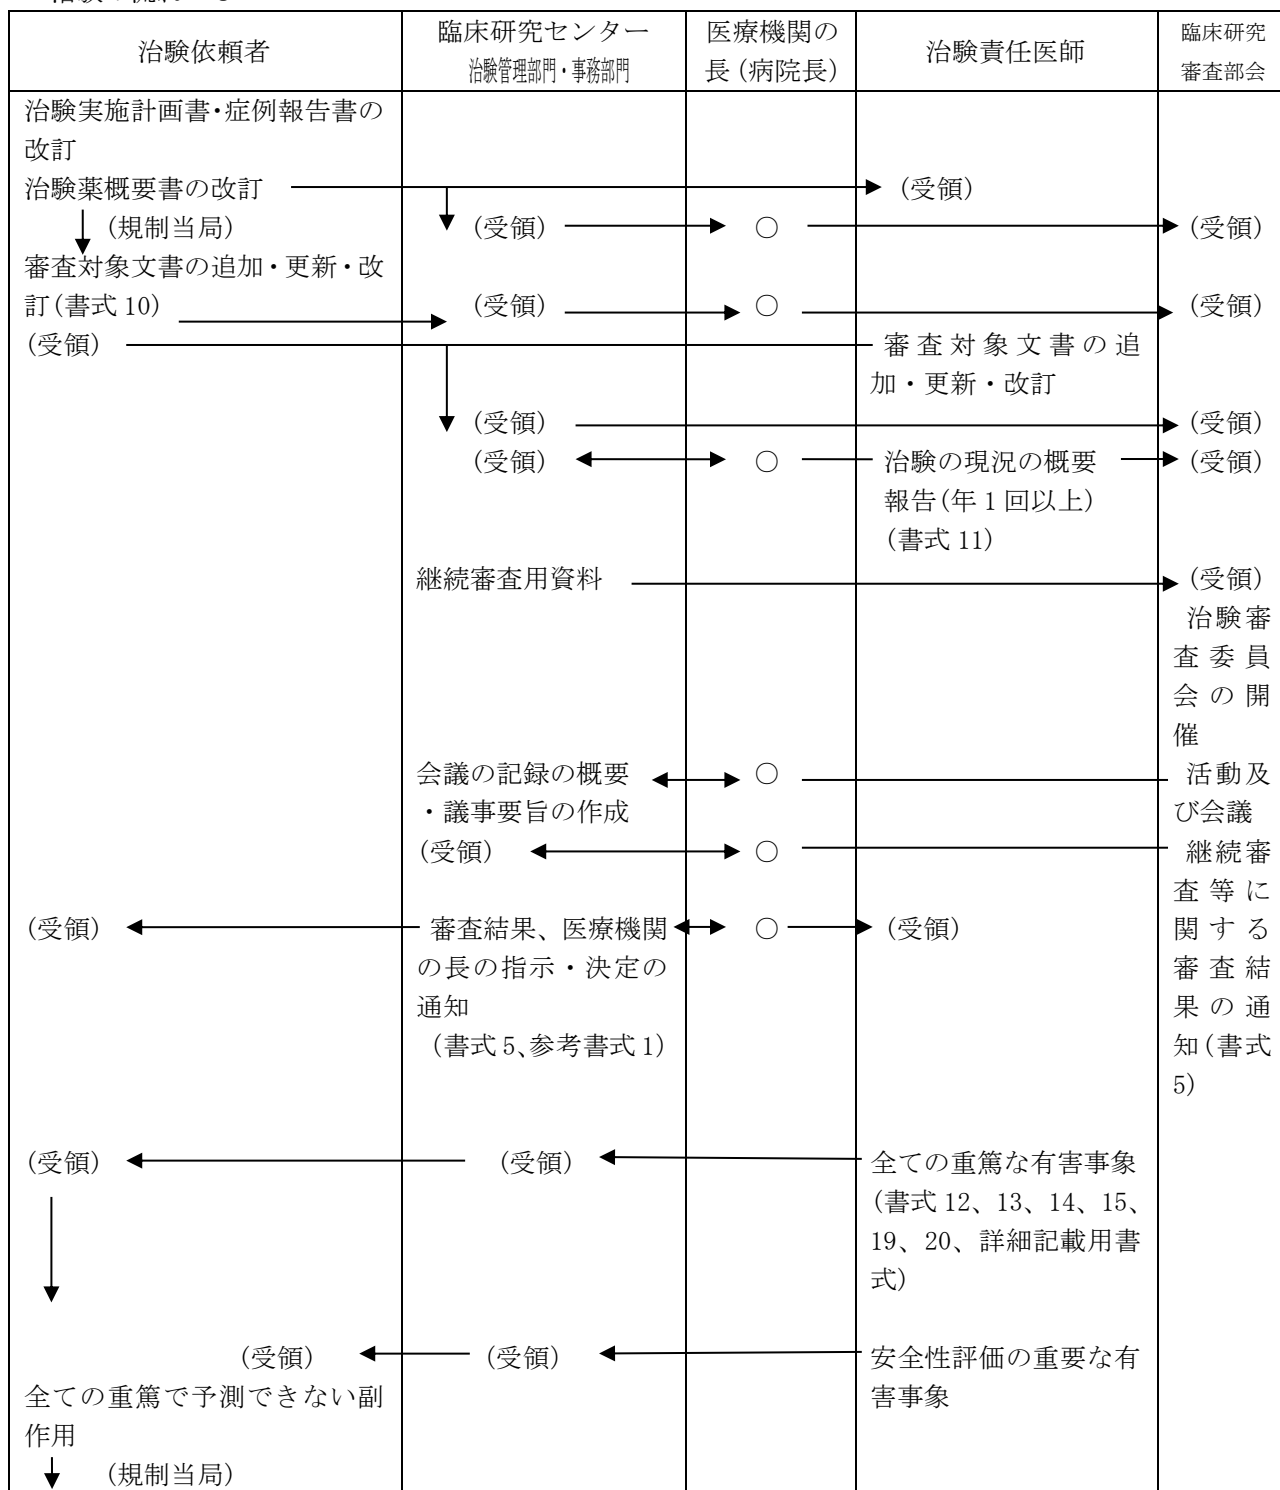 治験依頼者
臨床研究センター
治験管理部門・事務部門
医療機関の
長(病院長)
治験責任医師
臨床研究
審査部会
治験実施計画書・症例報告書の
改訂
治験薬概要書の改訂
(受領)
(規制当局)
(受領)
○
(受領)
審査対象文書の追加・更新・改
訂(書式 10)
(受領)
○
(受領)
(受領)
審査対象文書の追
加・更新・改訂
(受領)
(受領)
(受領)
○
治験の現況の概要
報告(年 1 回以上)
(書式 11)
(受領)
継続審査用資料
(受領)
治験審
査委員
会の開
催
会議の記録の概要
・議事要旨の作成
○
活動及
び会議
(受領)
○
継続審
査等に
関する
審査結
果の通
知(書式
5)
(受領)
審査結果、医療機関
の長の指示・決定の
通知
(書式 5、参考書式 1)
○
(受領)
(受領)
(受領)
全ての重篤な有害事象
(書式 12、13、14、15、
19、20、詳細記載用書
式)
(受領)
(受領)
安全性評価の重要な有
害事象
全ての重篤で予測できない副
作用
(規制当局)